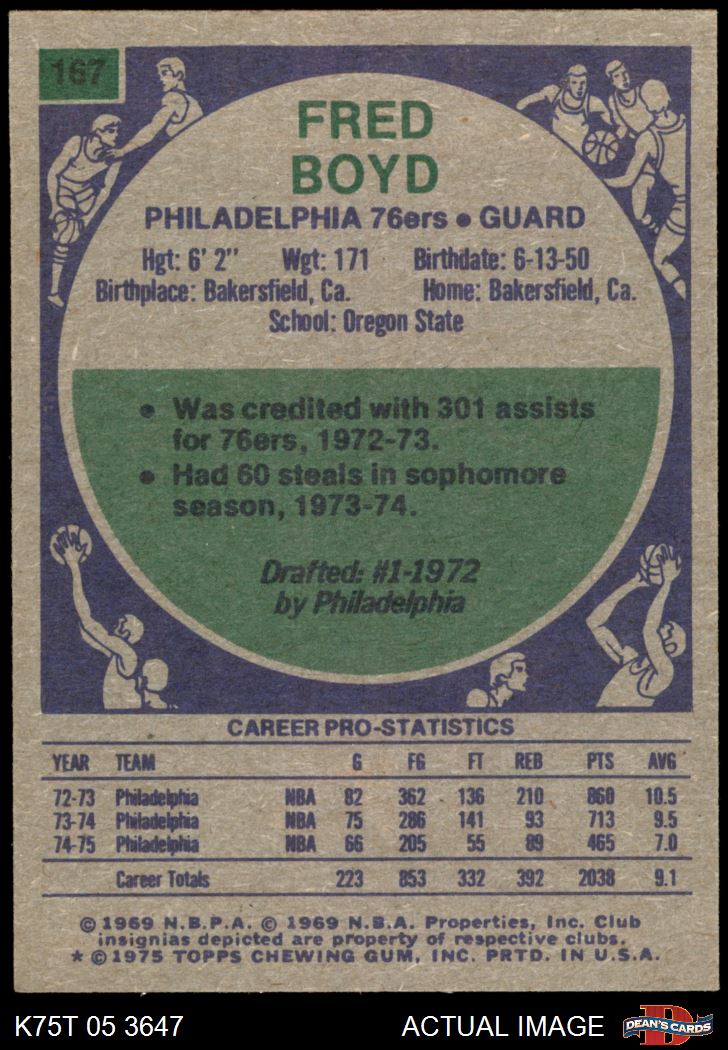 167
FRED
BOYD
PHILADELPHIA 76ers ● GUARD
Hgt: 6' 2" Wgt: 171 Birthdate: 6-13-50
Birthplace: Bakersfield, Ca. Home: Bakersfield, Ca.
School: Oregon State
● Was credited with 301 assists
for 76ers, 1972-73.
● Had 60 steals in sophomore
season, 1973-74.
Drafted: #1-1972
by Philadelphia
CAREER PRO-STATISTICS
YEAR TEAM G FG FT REB PTS AVG
72-73 Philadelphia NBA 82 362 136 210 860 10.5
73-74 Philadelphia NBA 75 286 141 93 713 9.5
74-75 Philadelphia NBA 66 205 55 89 465 7.0
Career Totals 223 853 332 392 2038 9.1
© 1969 N.B.P.A. © 1969 N.B.A. Properties, Inc. Club
insignias depicted are property of respective clubs.
* © 1975 TOPPS CHEWING GUM, INC. PRTD. IN U.S.A.
K75T 05 3647 ACTUAL IMAGE
D
DEAN'S CARDS